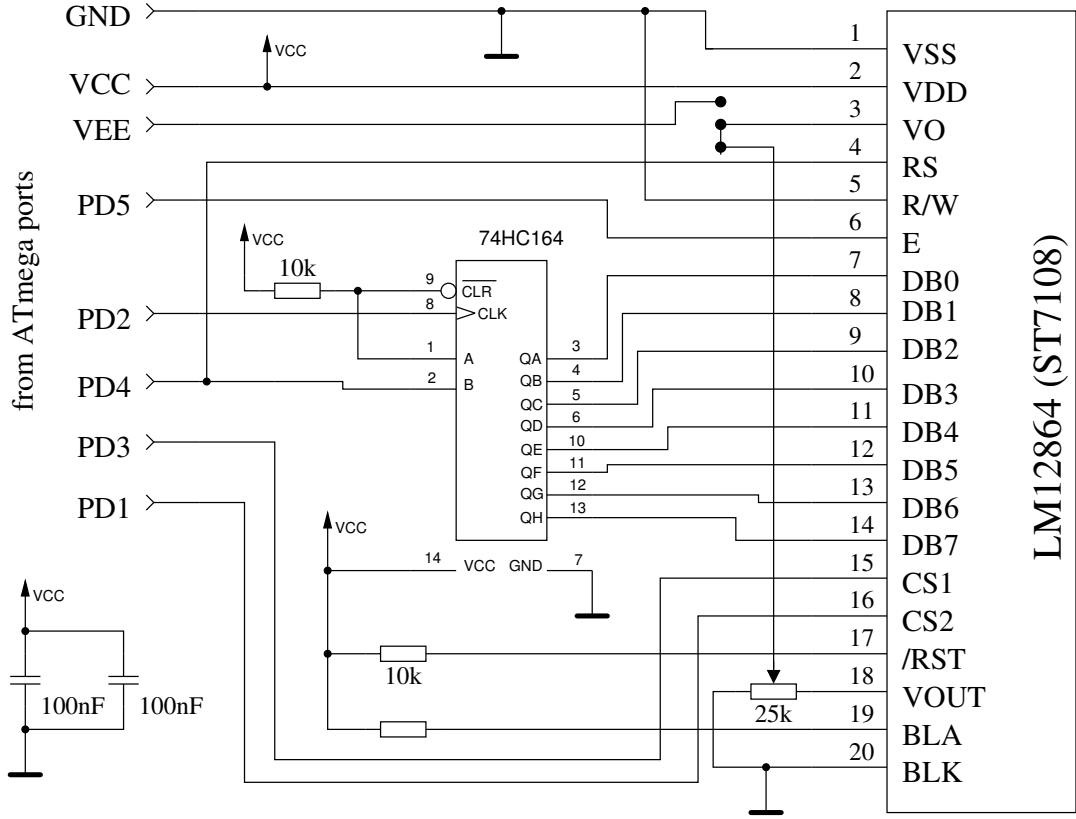 GND
VCC
VEE
PD5
PD2
PD4
PD3
PD1
from ATmega ports
VCC
VCC
10k
74HC164
9
CLR
8
CLK
1
A
2
B
QA
3
QB
4
QC
5
QD
6
QE
10
QF
11
QG
12
QH
13
VCC
14
VCC
GND
7
10k
VCC
100nF
100nF
25k
1
VSS
2
VDD
3
VO
4
RS
5
R/W
6
E
7
DB0
8
DB1
9
DB2
10
DB3
11
DB4
12
DB5
13
DB6
14
DB7
15
CS1
16
CS2
17
/RST
18
VOUT
19
BLA
20
BLK
LM12864 (ST7108)